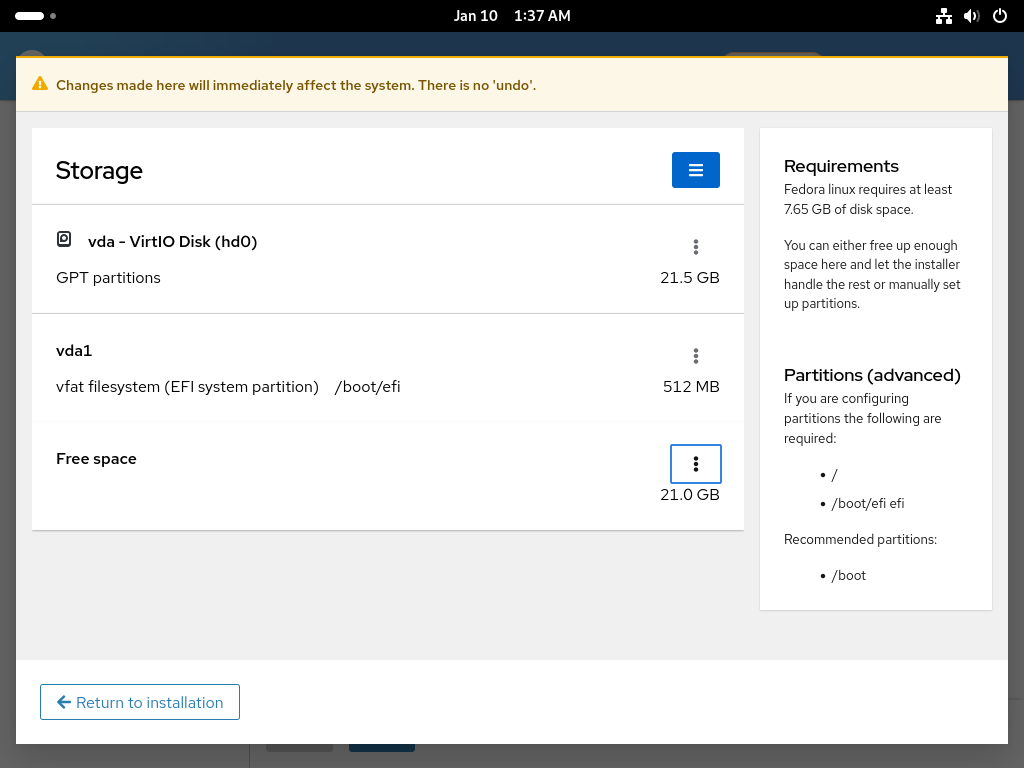 Jan 10 1:37 AM
Changes made here will immediately affect the system. There is no 'undo'.
Storage
vda - VirtIO Disk (hd0)
GPT partitions 21.5 GB
vda1
vfat filesystem (EFI system partition) /boot/efi 512 MB
Free space
21.0 GB
Requirements
Fedora linux requires at least
7.65 GB of disk space.
You can either free up enough
space here and let the installer
handle the rest or manually set
up partitions.
Partitions (advanced)
If you are configuring
partitions the following are
required:
• /
• /boot/efi efi
Recommended partitions:
• /boot
Return to installation